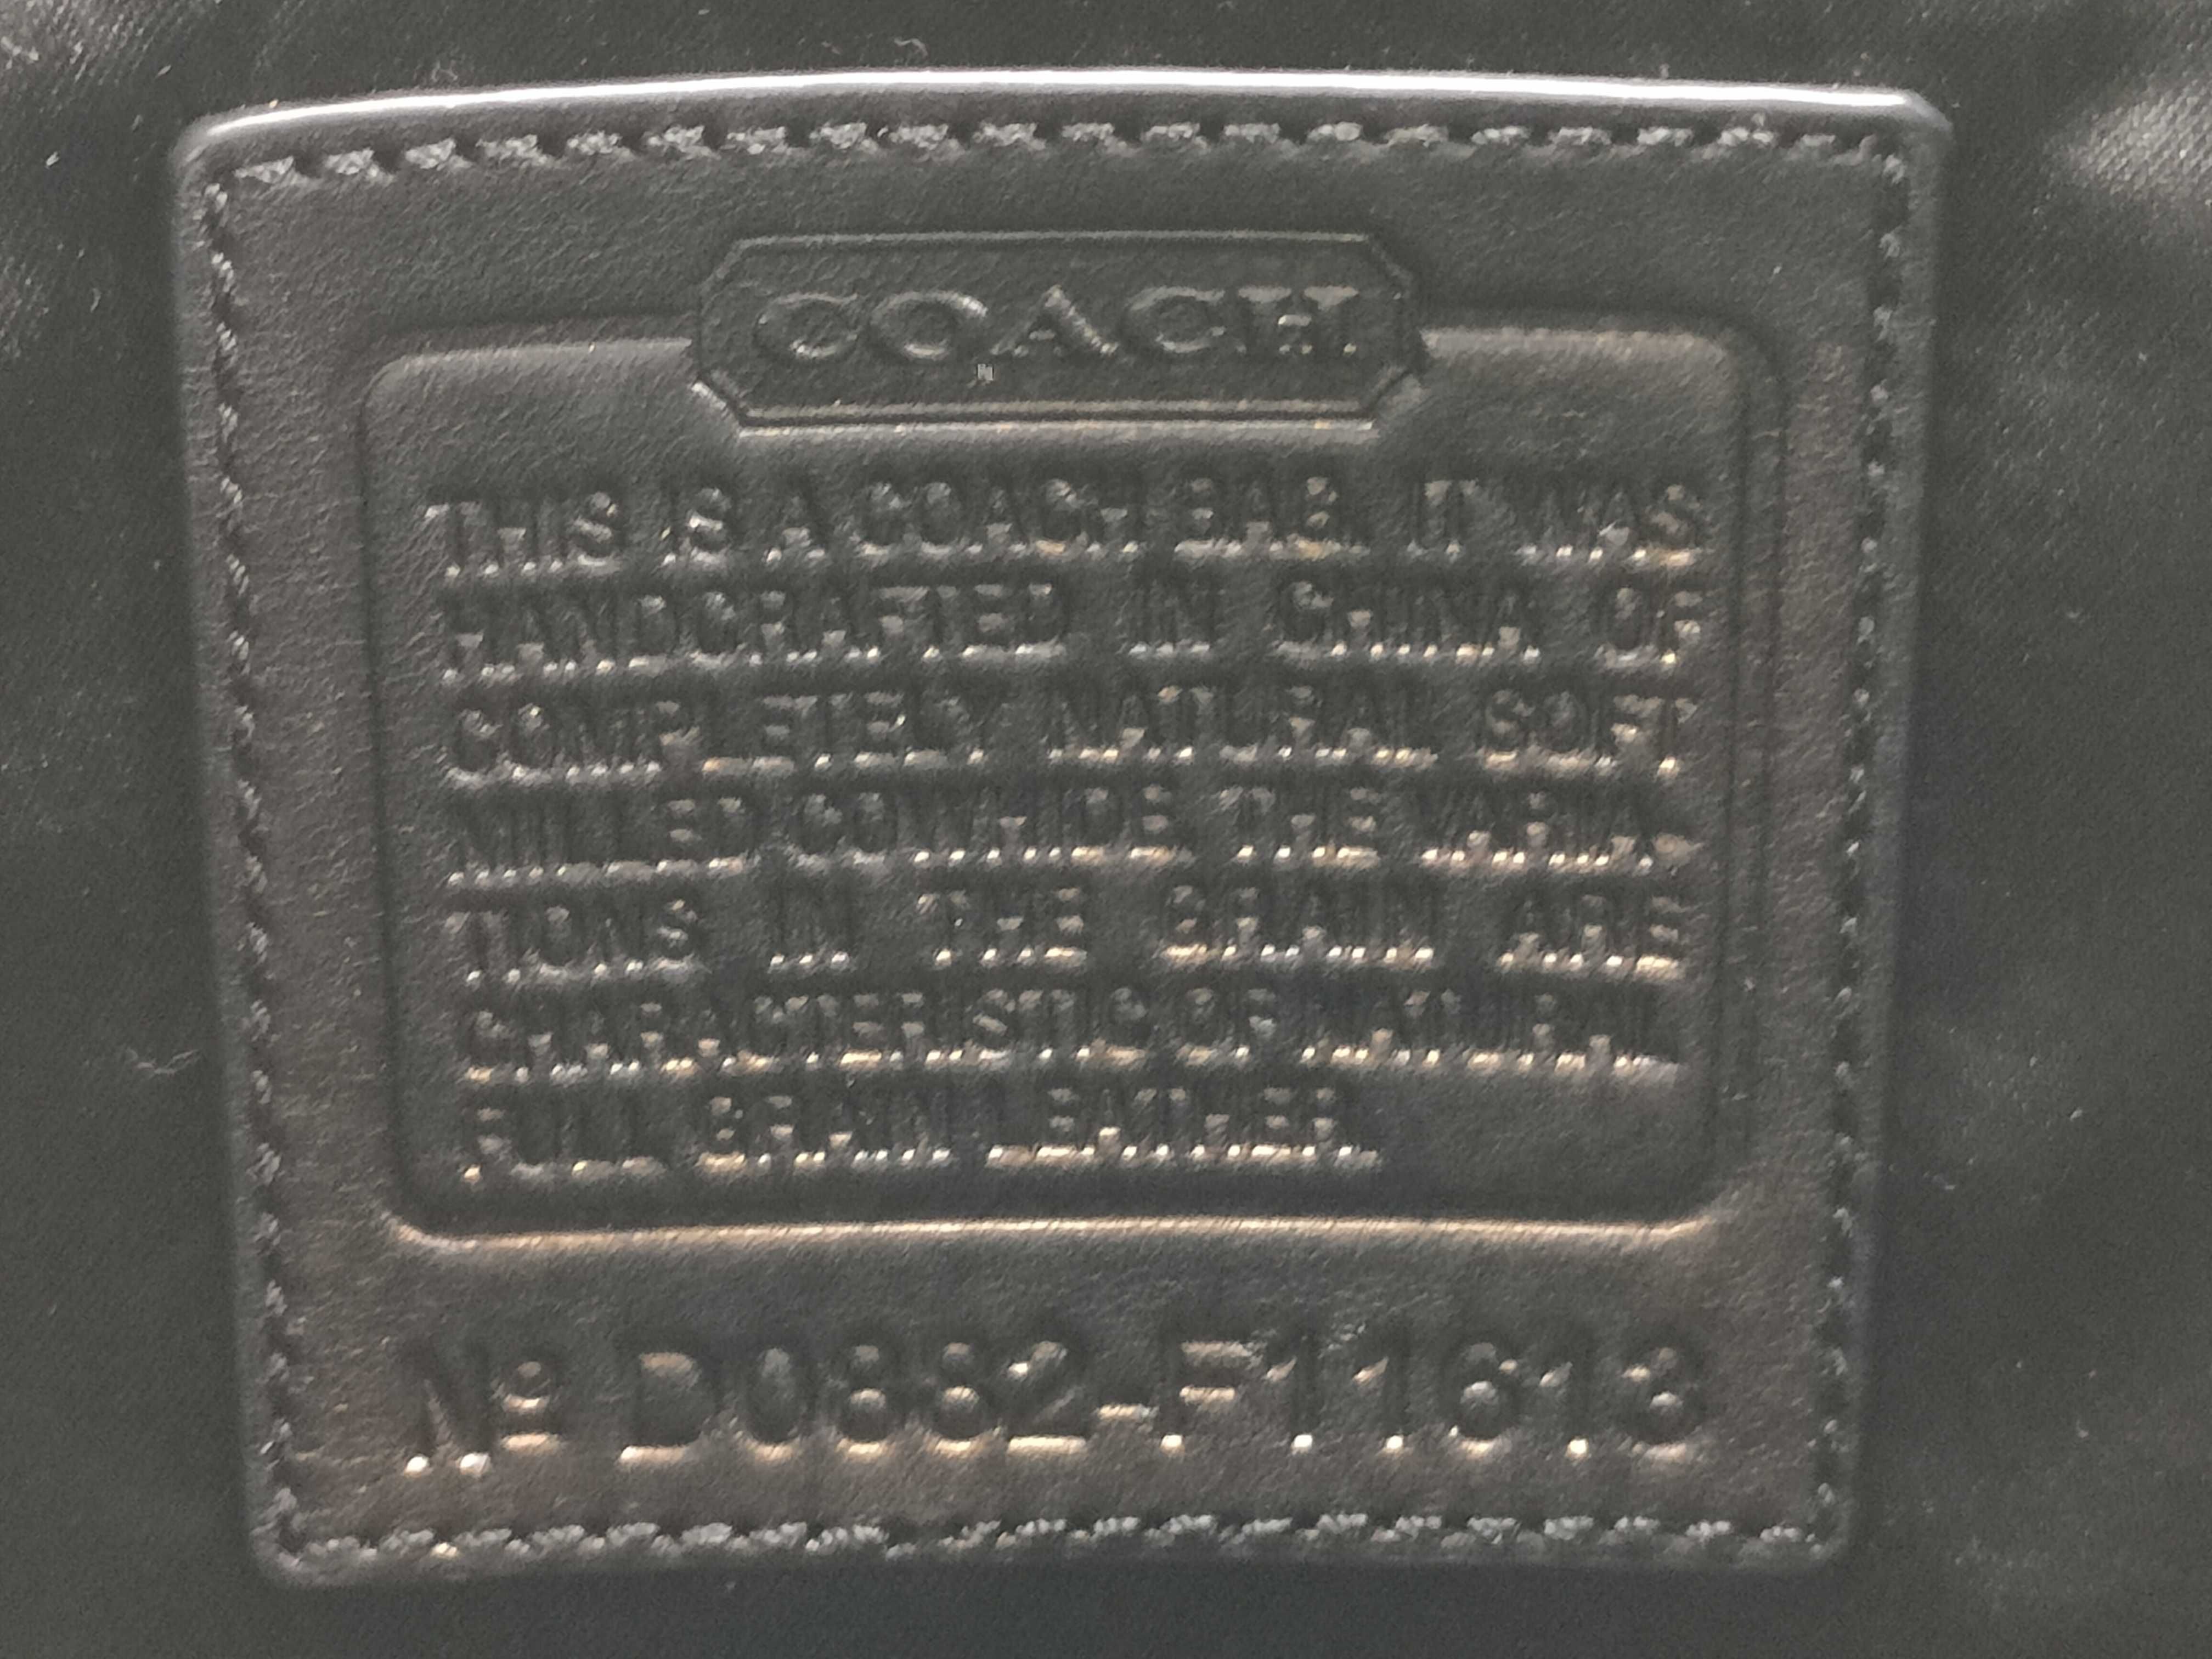 COACH
THIS IS A COACH BAG. IT WAS
HANDCRAFTED IN CHINA OF
COMPLETELY NATURAL SOFT
MILLED COWHIDE. THE VARIA-
TIONS IN THE GRAIN ARE
CHARACTERISTIC OF NATURAL
FULL GRAIN LEATHER.
№ D0882-F11613